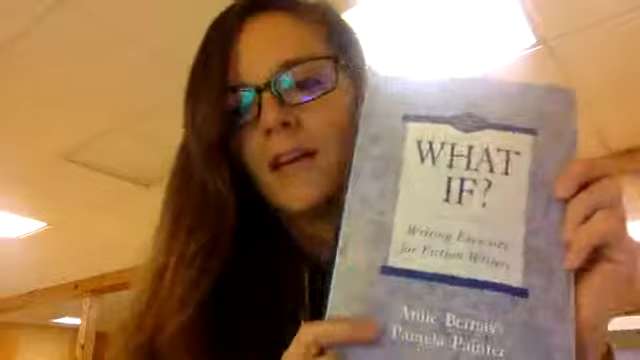 WHAT
IF?
Writing Exercises
for Fiction Writers
Anne Bernays
Pamela Painter